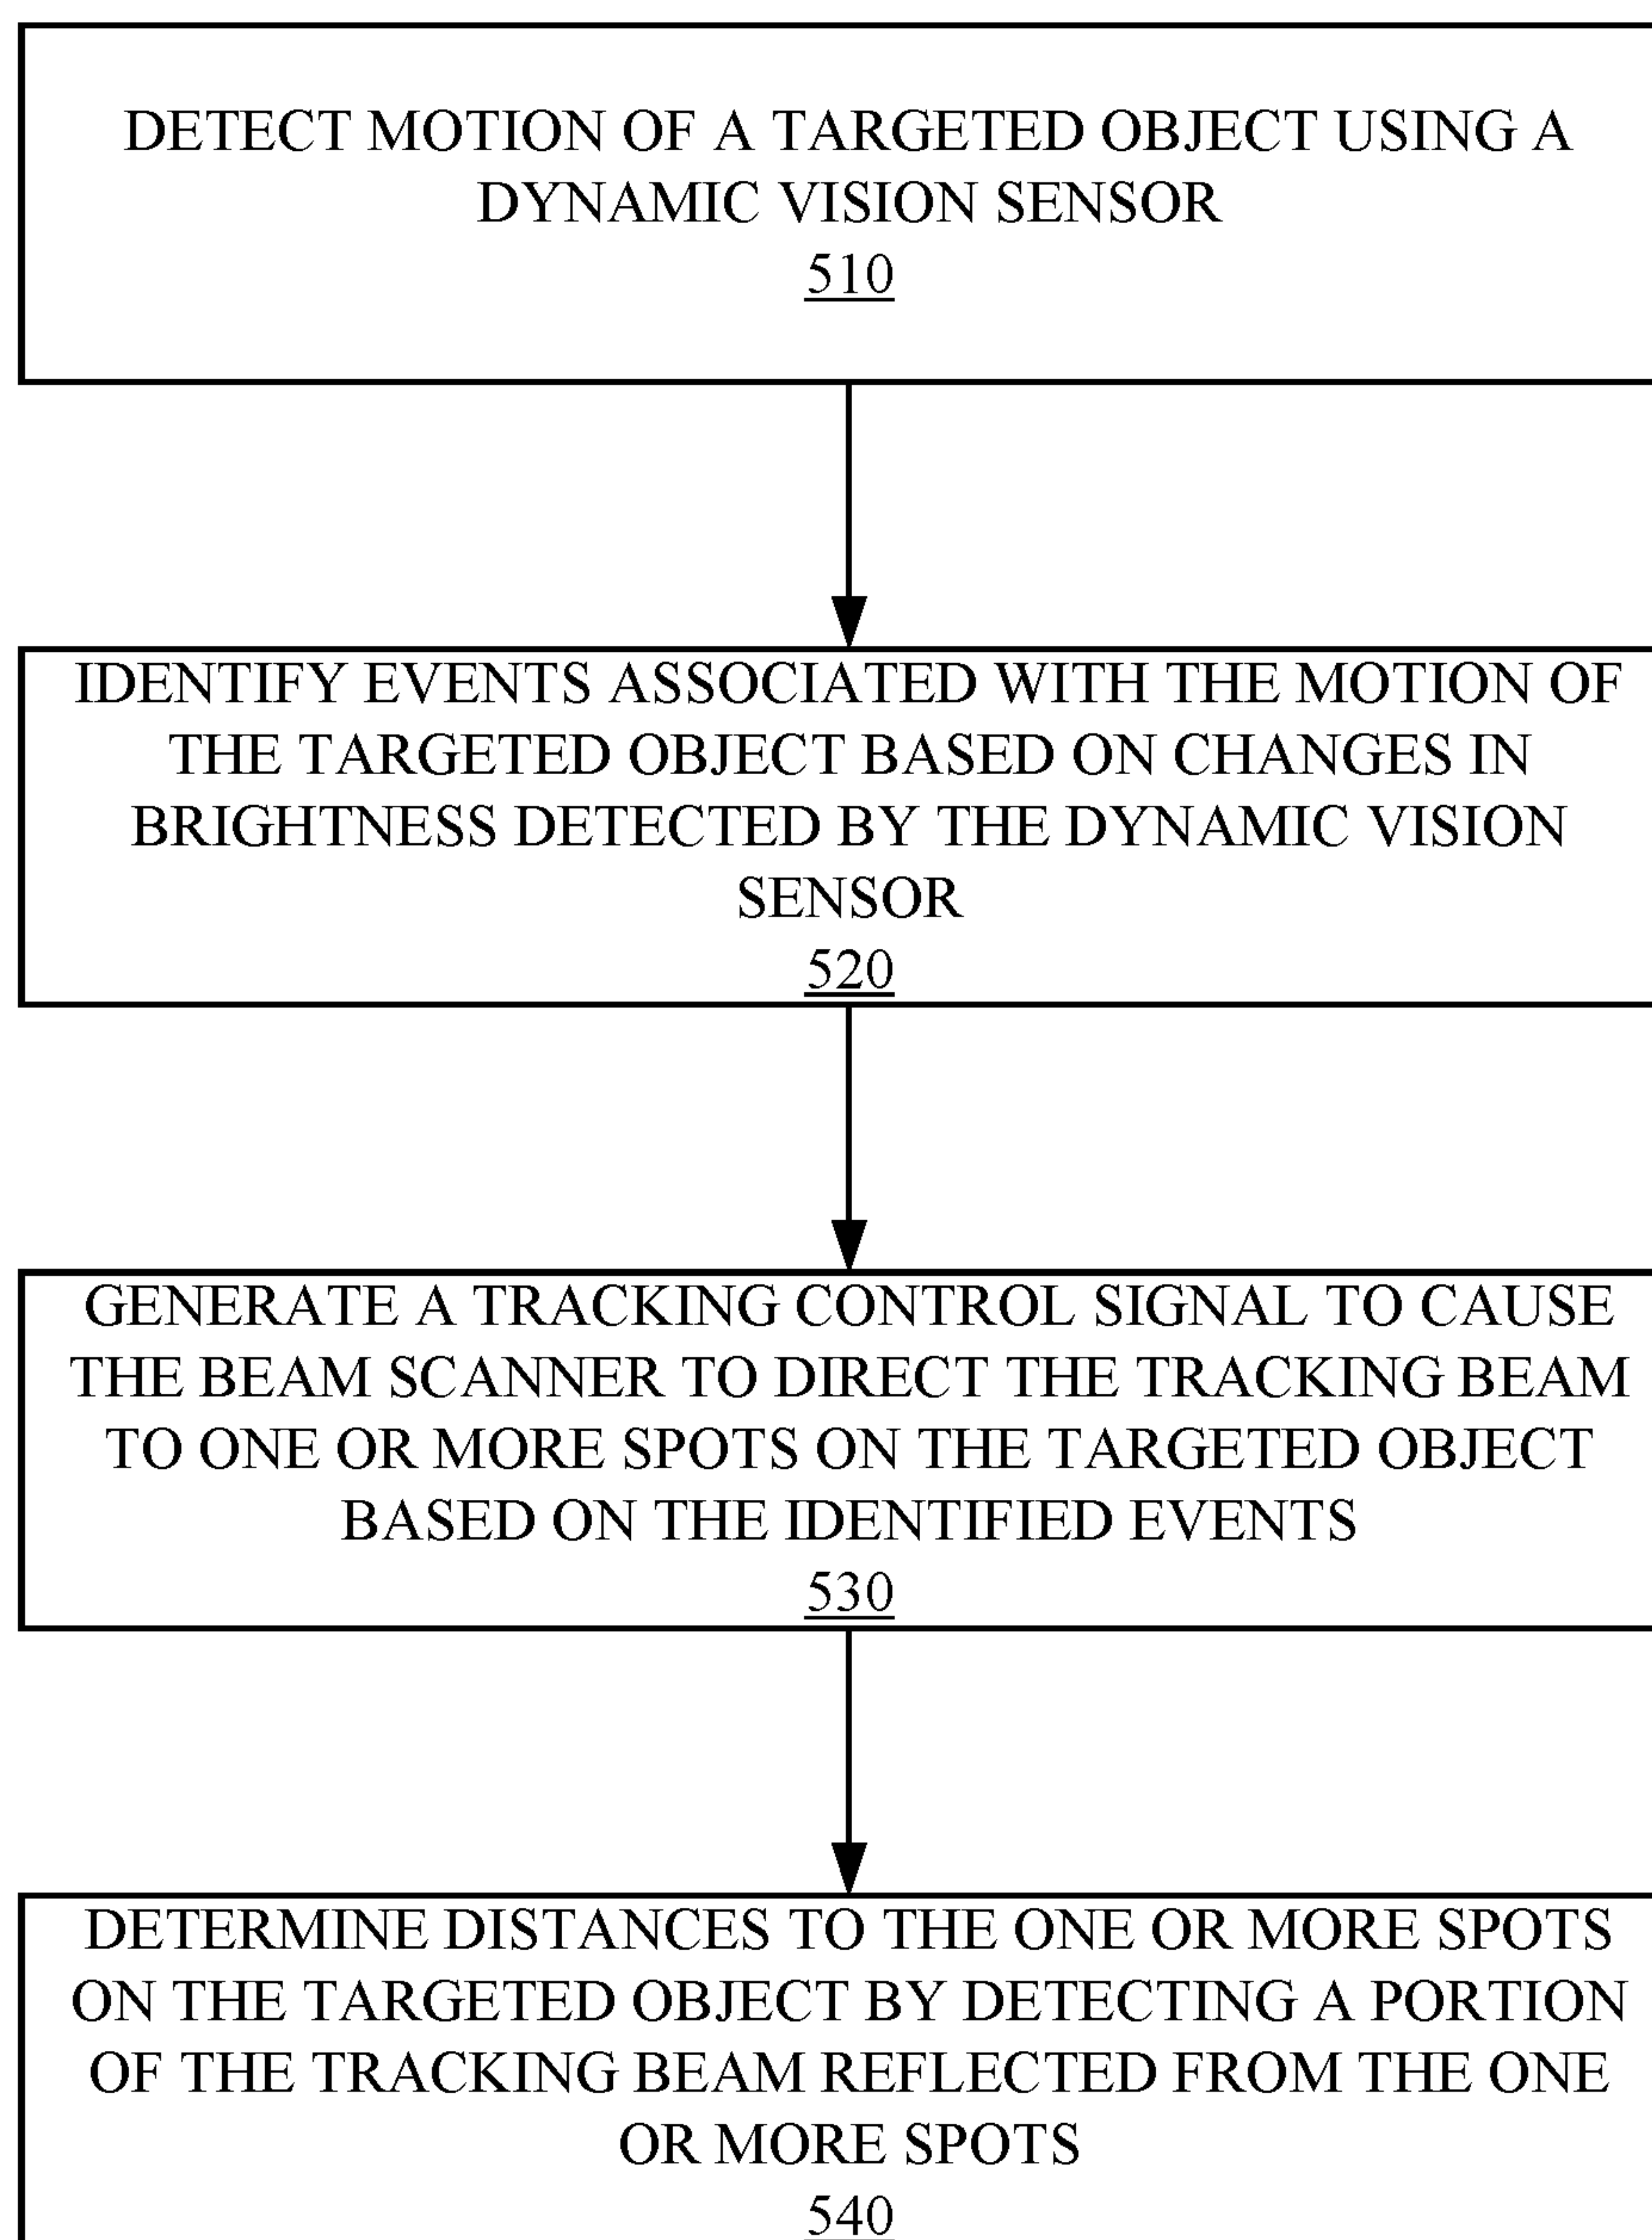 DETECT MOTION OF A TARGETED OBJECT USING A
DYNAMIC VISION SENSOR
510
IDENTIFY EVENTS ASSOCIATED WITH THE MOTION OF
THE TARGETED OBJECT BASED ON CHANGES IN
BRIGHTNESS DETECTED BY THE DYNAMIC VISION
SENSOR
520
GENERATE A TRACKING CONTROL SIGNAL TO CAUSE
THE BEAM SCANNER TO DIRECT THE TRACKING BEAM
TO ONE OR MORE SPOTS ON THE TARGETED OBJECT
BASED ON THE IDENTIFIED EVENTS
530
DETERMINE DISTANCES TO THE ONE OR MORE SPOTS
ON THE TARGETED OBJECT BY DETECTING A PORTION
OF THE TRACKING BEAM REFLECTED FROM THE ONE
OR MORE SPOTS
540